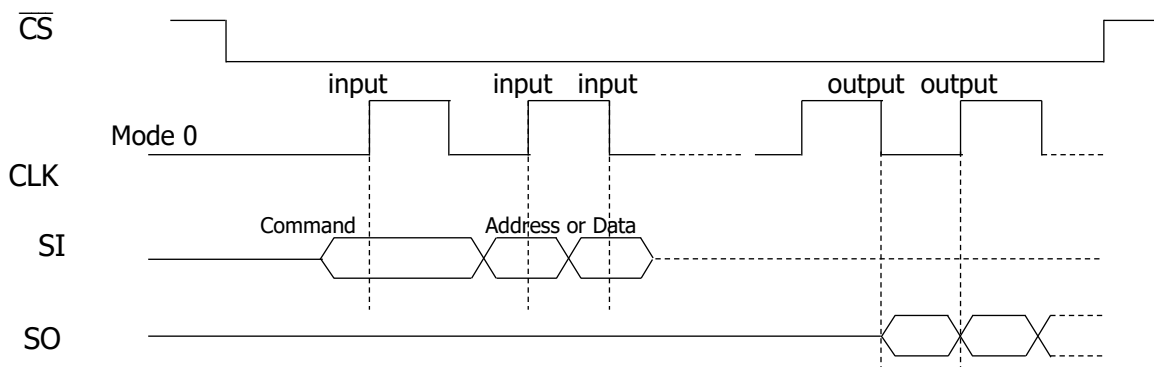 CS
input input input output output
Mode 0
CLK
Command Address or Data
SI
SO